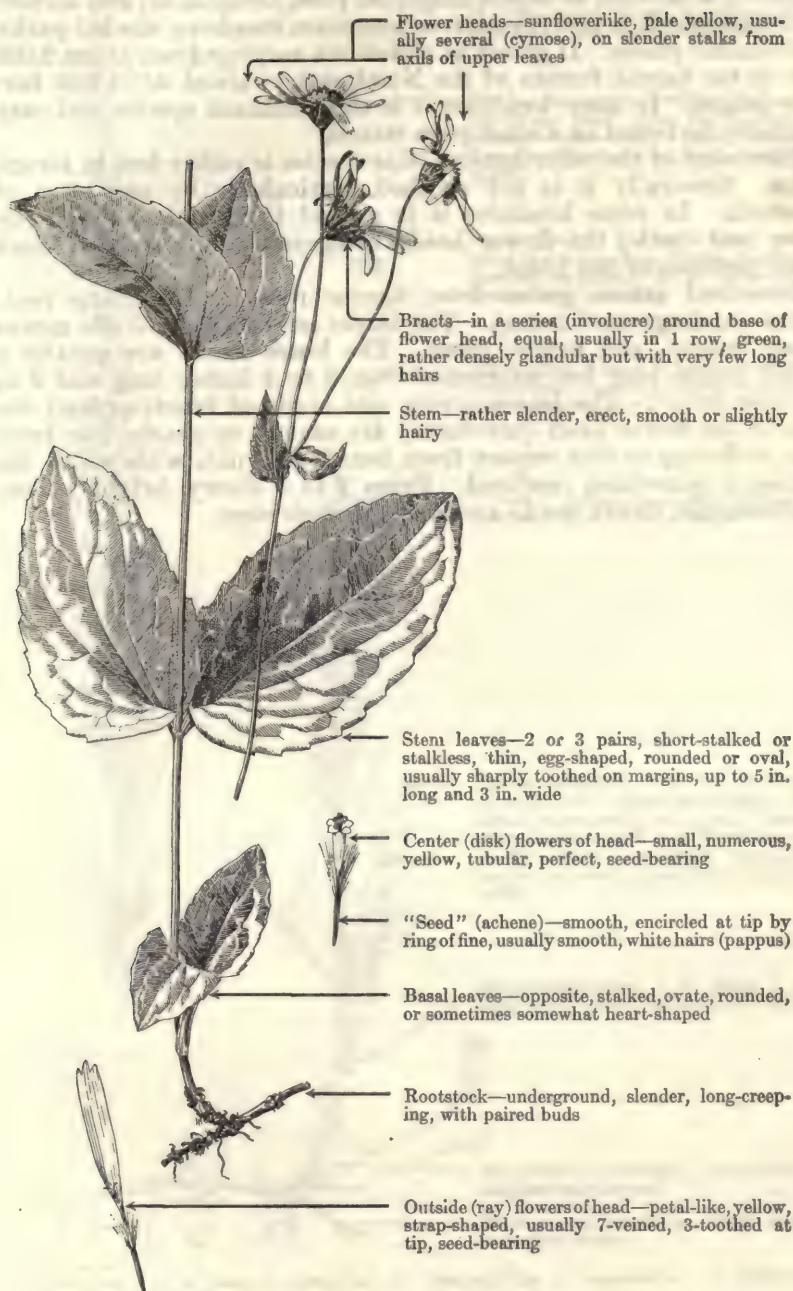 Flower heads—sunflowerlike, pale yellow, usu-
ally several (cymose), on slender stalks from
axils of upper leaves
Bracts—in a series (involucre) around base of
flower head, equal, usually in 1 row, green,
rather densely glandular but with very few long
hairs
Stem—rather slender, erect, smooth or slightly
hairy
Stem leaves—2 or 3 pairs, short-stalked or
stalkless, thin, egg-shaped, rounded or oval,
usually sharply toothed on margins, up to 5 in.
long and 3 in. wide
Center (disk) flowers of head—small, numerous,
yellow, tubular, perfect, seed-bearing
"Seed" (achene)—smooth, encircled at tip by
ring of fine, usually smooth, white hairs (pappus)
Basal leaves—opposite, stalked, ovate, rounded,
or sometimes somewhat heart-shaped
Rootstock—underground, slender, long-creep-
ing, with paired buds
Outside (ray) flowers of head—petal-like, yellow,
strap-shaped, usually 7-veined, 3-toothed at
tip, seed-bearing